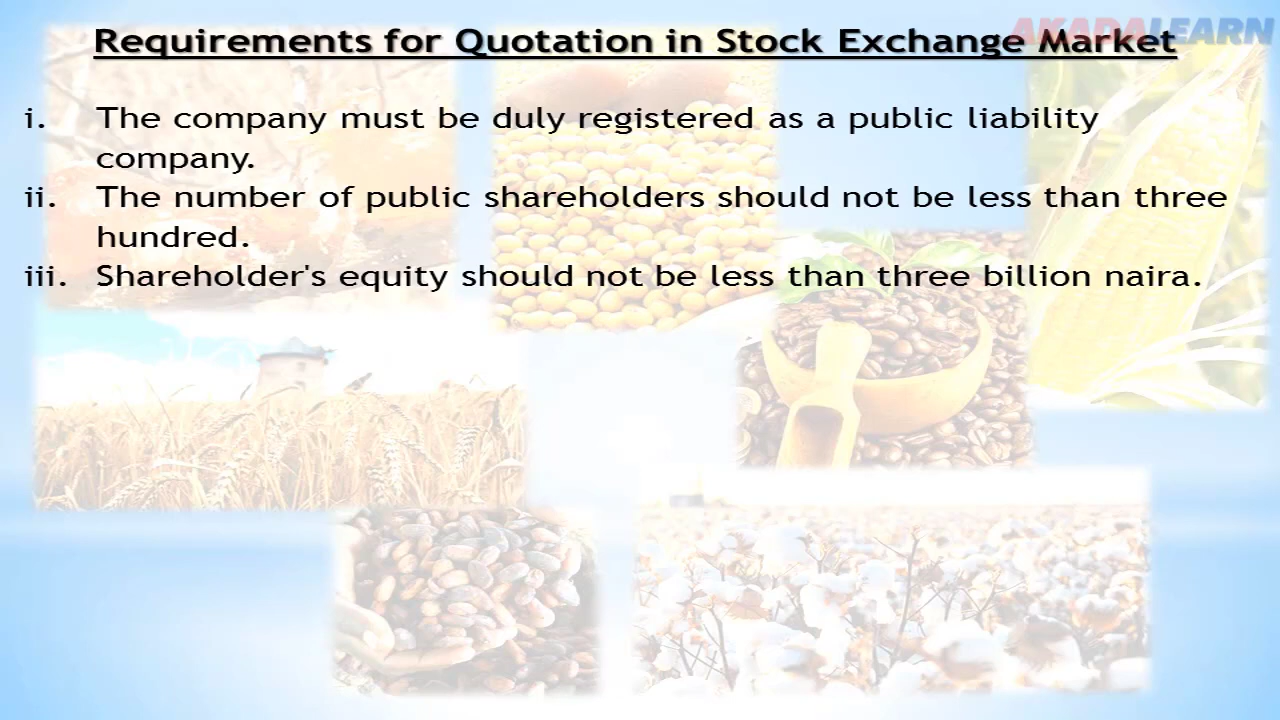 AKADALEARN
Requirements for Quotation in Stock Exchange Market
i. The company must be duly registered as a public liability
company.
ii. The number of public shareholders should not be less than three
hundred.
iii. Shareholder's equity should not be less than three billion naira.